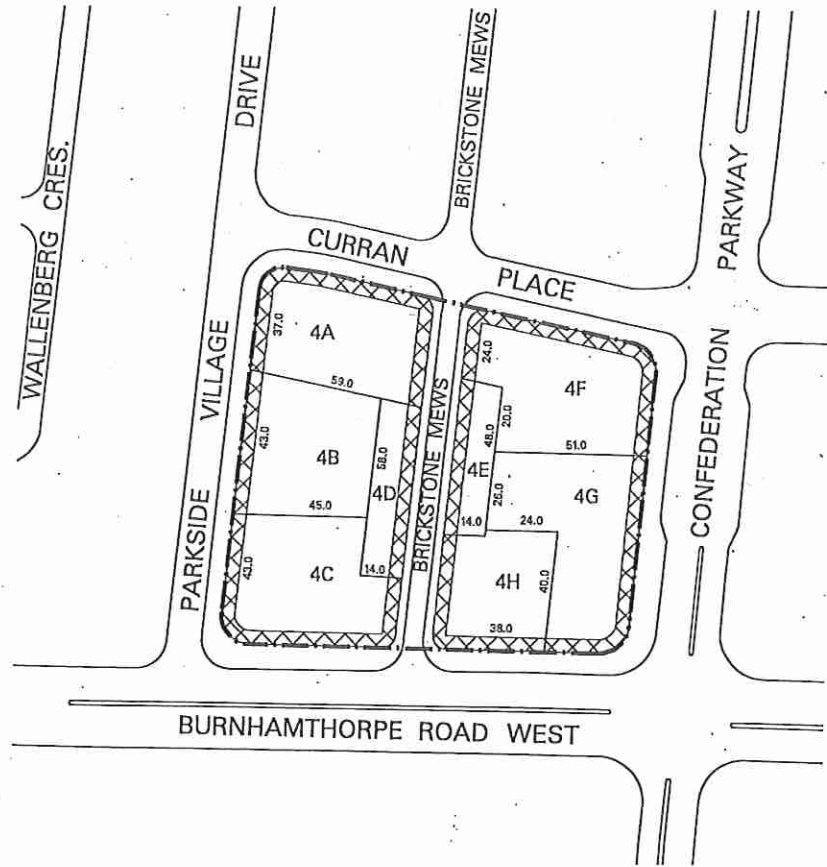 DRIVE
BRICKSTONE MEWS
WALLENBERG CRES.
PARKWAY
CURRAN
PLACE
VILLAGE
37.0
4A
24.0
CONFEDERATION
59.0
4F
20.0
43.0
4B
58.0
BRICKSTONE MEWS
48.0
51.0
4E
4D
26.0
4G
45.0
14.0
24.0
PARKSIDE
43.0
4C
14.0
4H
40.0
38.0
BURNHAMTHORPE ROAD WEST